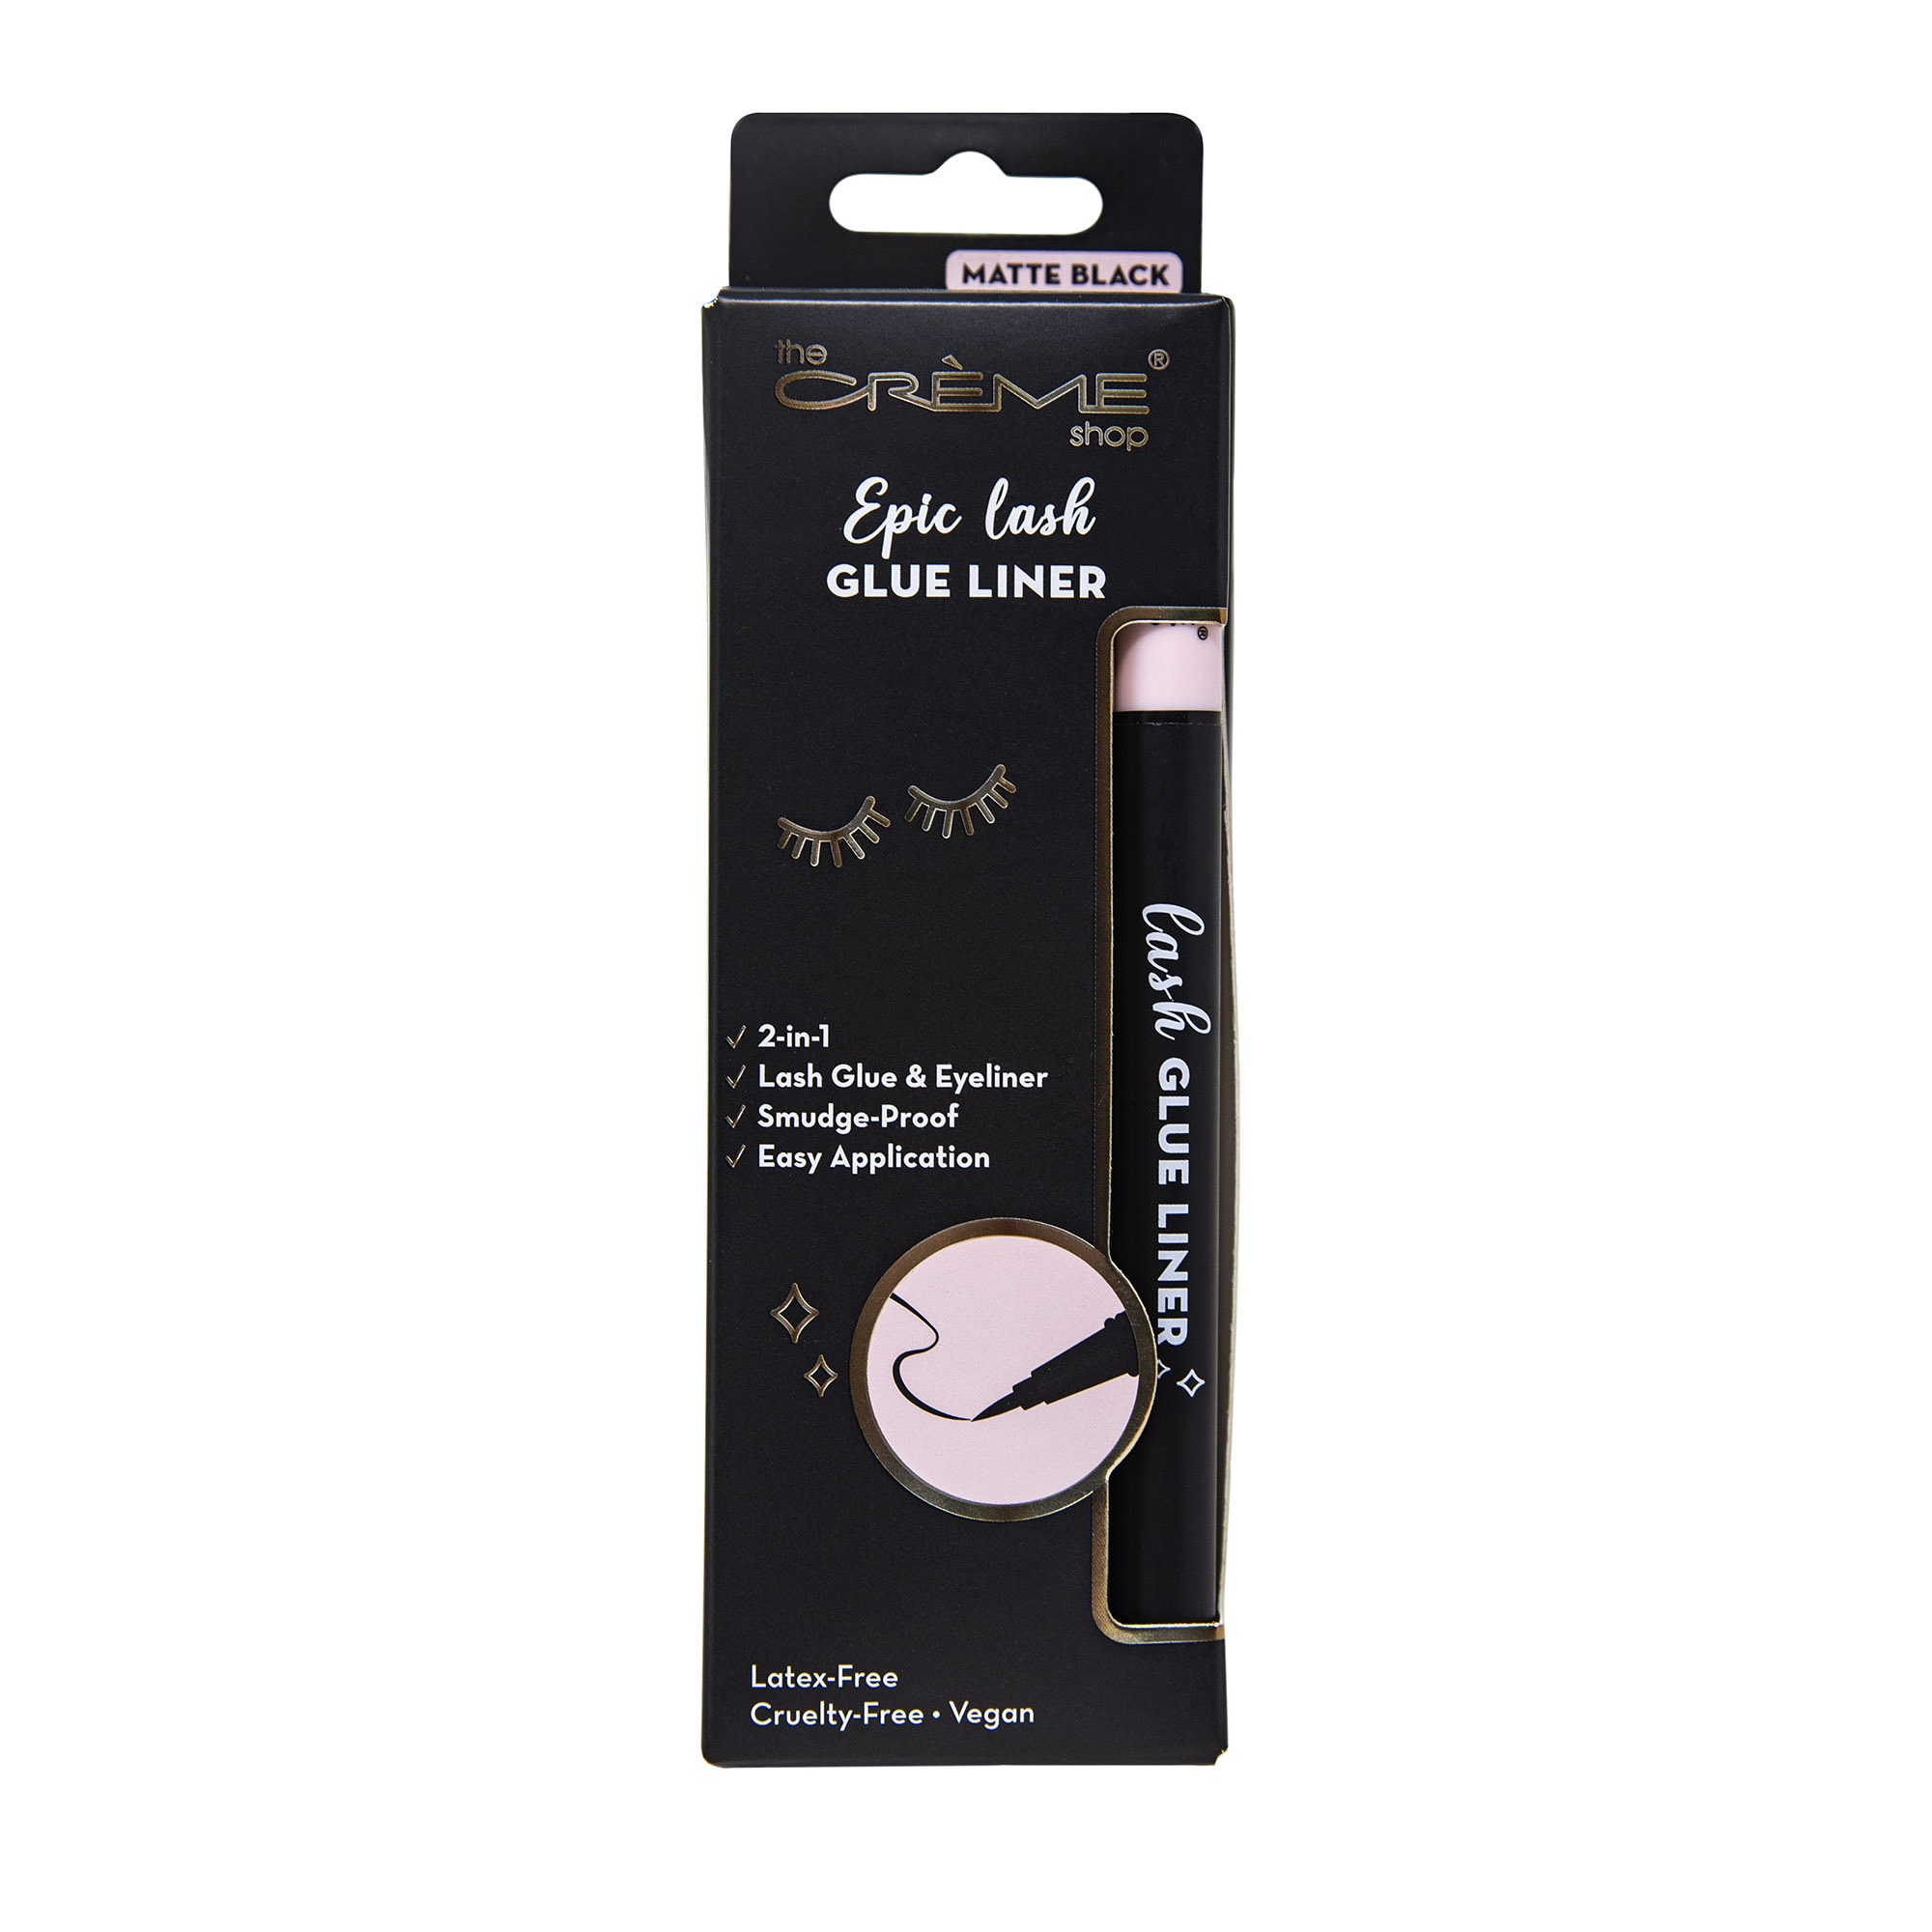 MATTE BLACK
the
CRÈME®
shop
Epic lash
GLUE LINER
®
lash GLUE LINER
✓ 2-in-1
✓ Lash Glue & Eyeliner
✓ Smudge-Proof
✓ Easy Application
Latex-Free
Cruelty-Free • Vegan